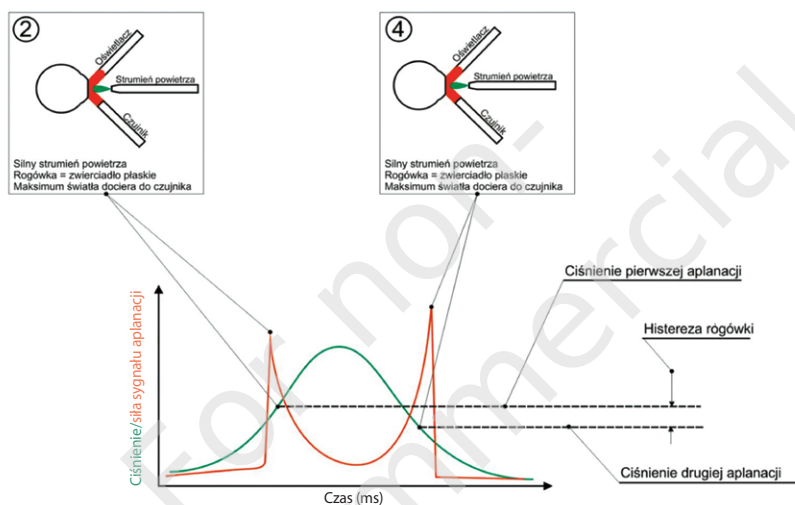 2
Oświetlacz
Strumień powietrza
Czujnik
Silny strumień powietrza
Rogówka = zwierciadło płaskie
Maksimum światła dociera do czujnika
4
Oświetlacz
Strumień powietrza
Czujnik
Silny strumień powietrza
Rogówka = zwierciadło płaskie
Maksimum światła dociera do czujnika
Ciśnienie pierwszej aplanacji
Histereza rogówki
Ciśnienie drugiej aplanacji
Ciśnienie/siła sygnału aplanacji
Czas (ms)
For non-
mmercial